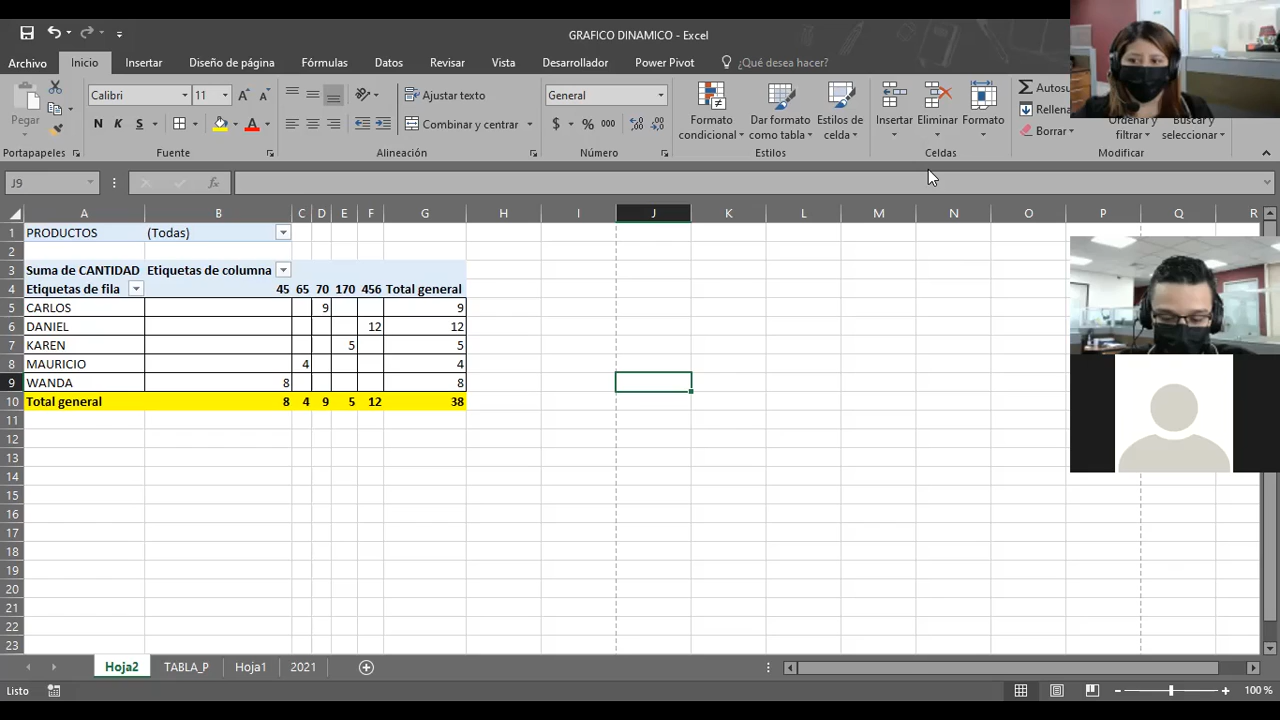 GRAFICO DINAMICO - Excel
Archivo Inicio Insertar Diseño de página Fórmulas Datos Revisar Vista Desarrollador Power Pivot ¿Qué desea hacer?
Pegar
Calibri 11
N K S
Ajustar texto
Combinar y centrar
General
$ % 000
Formato condicional
Dar formato como tabla
Estilos de celda
Insertar
Eliminar
Formato
Autosu
Rellena
Borrar
Ordenar y filtrar
Buscar y seleccionar
Portapapeles Fuente Alineación Número Estilos Celdas Modificar
J9 fx
A B C D E F G H I J K L M N O P Q R
1 PRODUCTOS (Todas)
2
3 Suma de CANTIDAD Etiquetas de columna
4 Etiquetas de fila 45 65 70 170 456 Total general
5 CARLOS 9 9
6 DANIEL 12 12
7 KAREN 5 5
8 MAURICIO 4 4
9 WANDA 8 8
10 Total general 8 4 9 5 12 38
11
12
13
14
15
16
17
18
19
20
21
22
23
Hoja2 TABLA_P Hoja1 2021
Listo 100 %